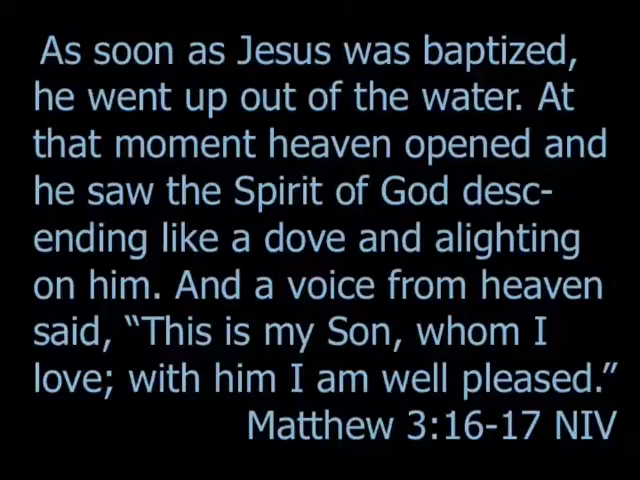 As soon as Jesus was baptized,
he went up out of the water. At
that moment heaven opened and
he saw the Spirit of God desc-
ending like a dove and alighting
on him. And a voice from heaven
said, “This is my Son, whom I
love; with him I am well pleased.”
Matthew 3:16-17 NIV